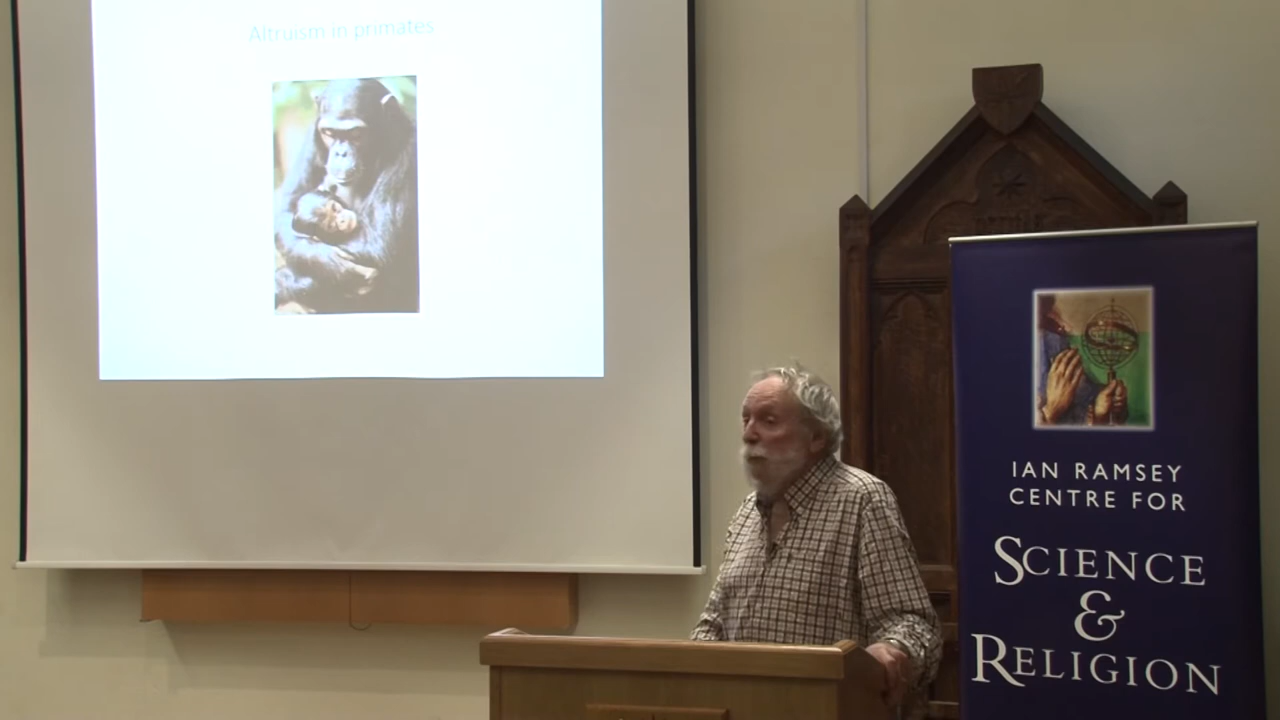 Altruism in primates
IAN RAMSEY
CENTRE FOR
SCIENCE
&
RELIGION